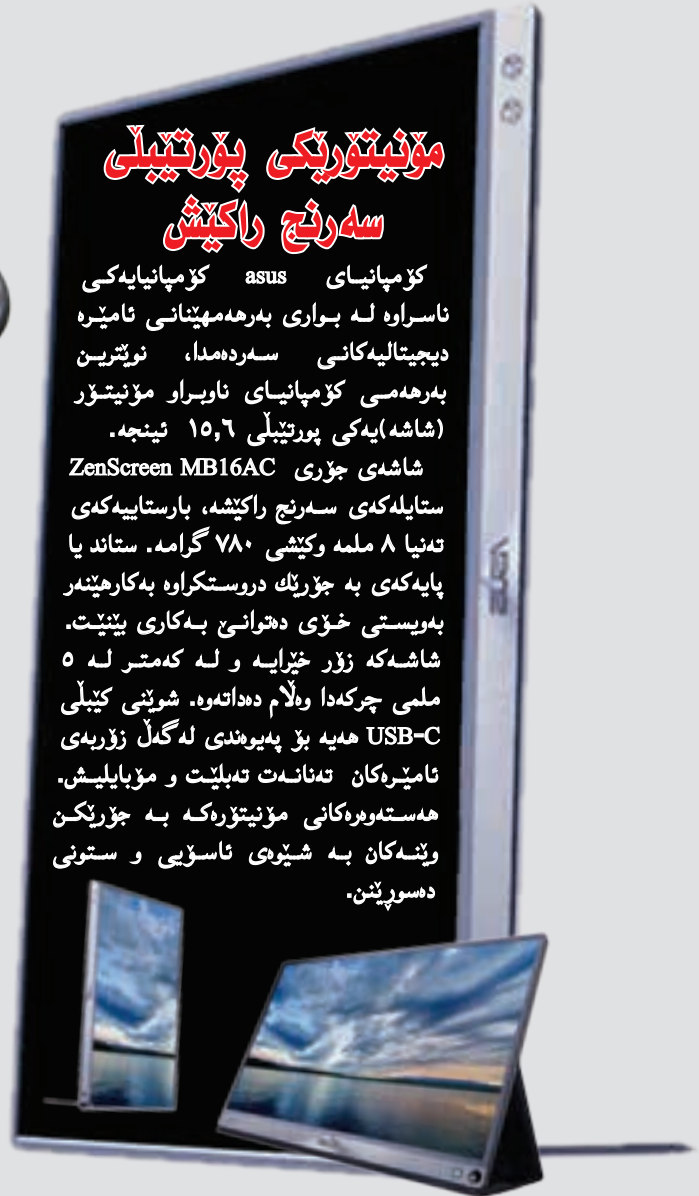 مۆنیتۆرێکی پۆرتێبڵی
سەرنج راکێش
کۆمپانیای asus کۆمپانیایەکی
ناسراوە لە بواری بەرهەمهێنانی ئامێرە
دیجیتالیەکانی سەردەمدا، نوێترین
بەرهەمی کۆمپانیای ناوبراو مۆنیتۆر
(شاشە)یەکی پورتێبڵی ١٥,٦ ئینجە.
شاشەی جۆری ZenScreen MB16AC
ستایلەکەی سەرنج راکێشە، بارستاییەکەی
تەنیا ٨ ملمە وکێشی ٧٨٠ گرامە. ستاند یا
پایەکەی بە جۆرێك دروستکراوە بەکارهێنەر
بەویستی خۆی دەتوانێ بەکاری بێنێت.
شاشەکە زۆر خێرایە و لە کەمتر لە ٥
ملمی چرکەدا وەڵام دەداتەوە. شوێنی کێبڵی
USB-C هەیە بۆ پەیوەندی لەگەڵ زۆربەی
ئامێرەکان تەنانەت تەبلێت و مۆبایلیش.
هەستەوەرەکانی مۆنیتۆرەکە بە جۆرێکن
وێنەکان بە شێوەی ئاسۆیی و ستونی
دەسوڕێنن.
ASUS